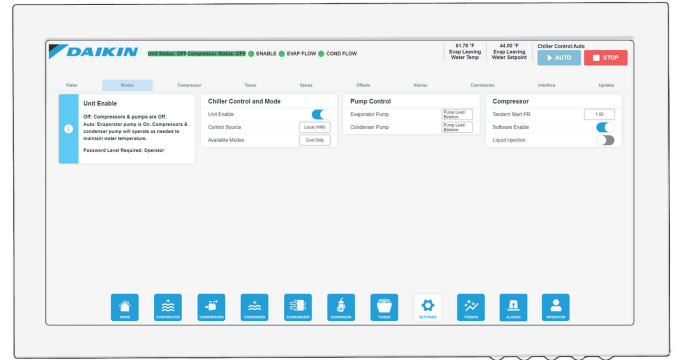 DAIKIN
Unit Status: OFF Compressor Status: OFF ENABLE EVAP FLOW COND FLOW
61.78 °F
Evap Leaving
Water Temp
44.00 °F
Evap Leaving
Water Setpoint
Chiller Control:Auto
AUTO
STOP
Water Modes Compressor Tower Valves Offsets Alarms Commission Interface Updater
Unit Enable
Off: Compressors & pumps are Off.
Auto: Evaporator pump is On. Compressors &
condenser pump will operate as needed to
maintain water temperature.
Password Level Required: Operator
Chiller Control and Mode
Unit Enable
Control Source Local (HMI)
Available Modes Cool Only
Pump Control
Evaporator Pump Pump Lead
Balance
Condenser Pump Pump Lead
Balance
Compressor
Tandem Start PR
Software Enable
Liquid Injection
HOME EVAPORATOR COMPRESSOR CONDENSER ECONOMIZER EXPANSION TOWER SETTINGS TRENDS ALARMS OPERATOR